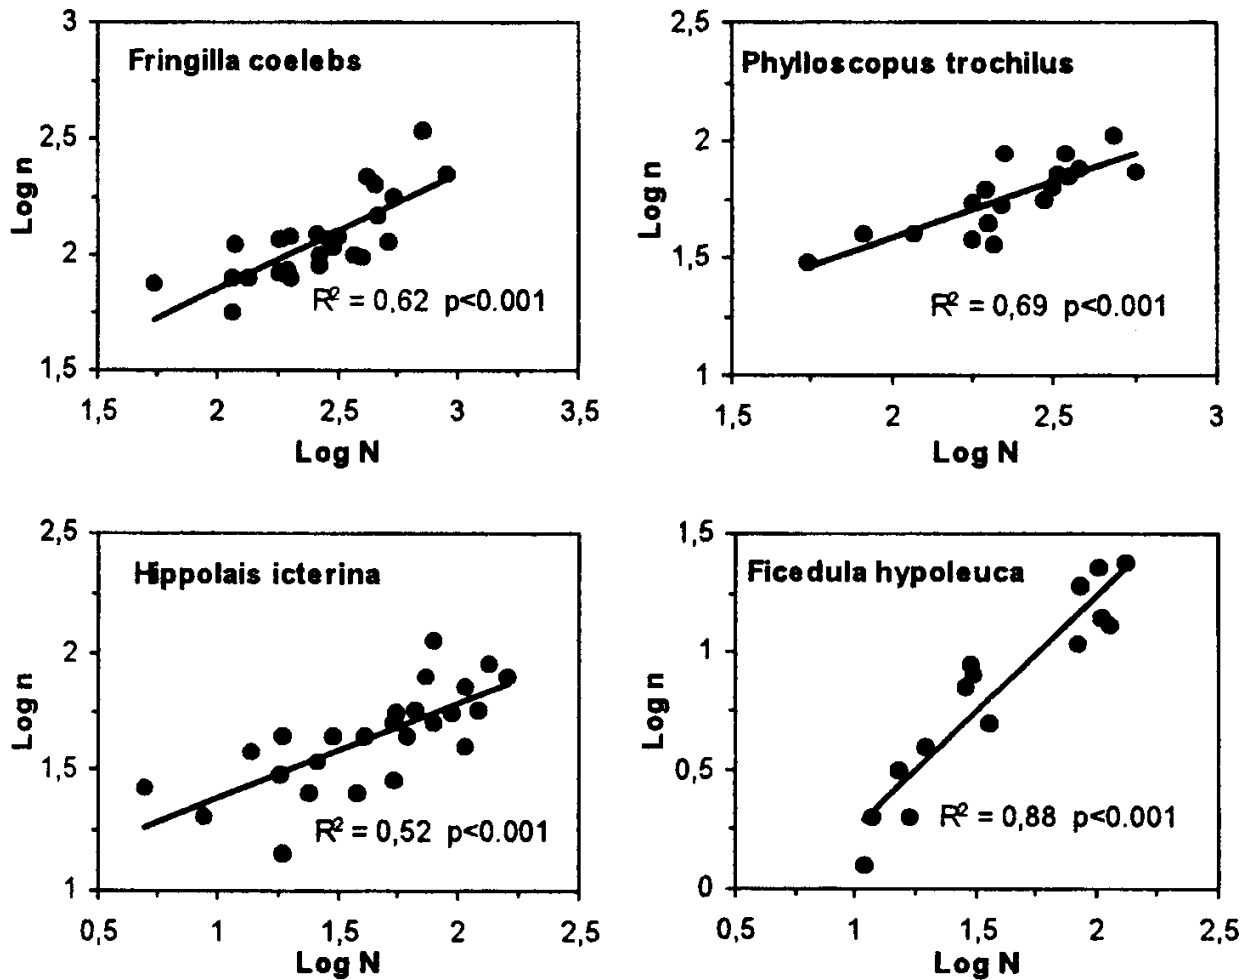 Fringilla coelebs
3
2,5
2
1,5
Log n
R² = 0,62 p<0.001
1,5 2 2,5 3 3,5
Log N
Phylloscopus trochilus
2,5
2
1,5
1
Log n
R² = 0,69 p<0.001
1,5 2 2,5 3
Log N
Hippolais icterina
2,5
2
1,5
1
Log n
R² = 0,52 p<0.001
0,5 1 1,5 2 2,5
Log N
Ficedula hypoleuca
1,5
1
0,5
0
Log n
R² = 0,88 p<0.001
0,5 1 1,5 2 2,5
Log N